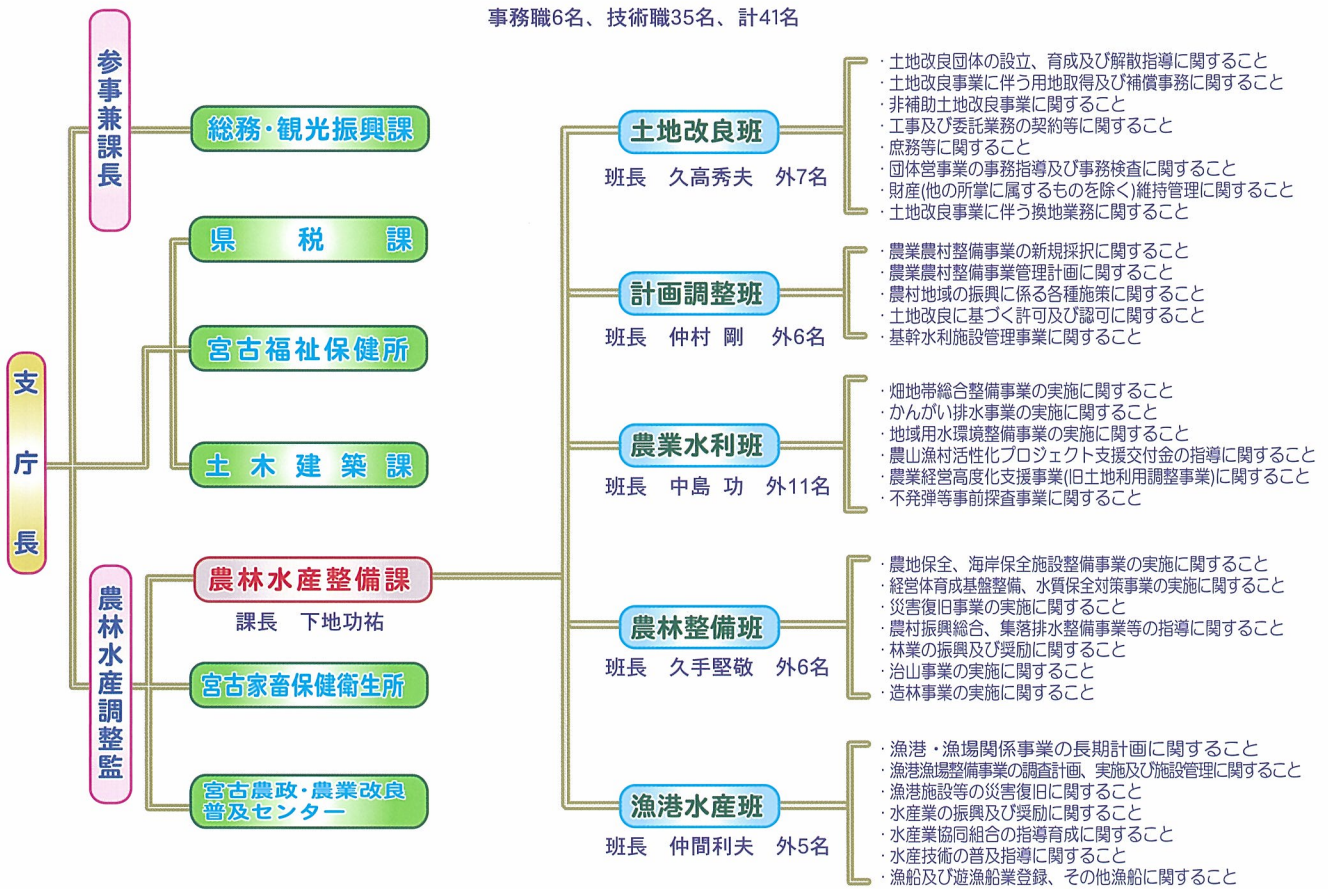 事務職6名、技術職35名、計41名
支庁長
参事兼課長
総務・観光振興課
県税課
宮古福祉保健所
土木建築課
農林水産調整監
農林水産整備課
課長 下地功祐
宮古家畜保健衛生所
宮古農政・農業改良
普及センター
土地改良班
班長 久高秀夫 外7名
・土地改良団体の設立、育成及び解散指導に関すること
・土地改良事業に伴う用地取得及び補償事務に関すること
・非補助土地改良事業に関すること
・工事及び委託業務の契約等に関すること
・庶務等に関すること
・団体営事業の事務指導及び事務検査に関すること
・財産(他の所掌に属するものを除く)維持管理に関すること
・土地改良事業に伴う換地業務に関すること
計画調整班
班長 仲村 剛 外6名
・農業農村整備事業の新規採択に関すること
・農業農村整備事業管理計画に関すること
・農村地域の振興に係る各種施策に関すること
・土地改良に基づく許可及び認可に関すること
・基幹水利施設管理事業に関すること
農業水利班
班長 中島 功 外11名
・畑地帯総合整備事業の実施に関すること
・かんがい排水事業の実施に関すること
・地域用水環境整備事業の実施に関すること
・農山漁村活性化プロジェクト支援交付金の指導に関すること
・農業経営高度化支援事業(旧土地利用調整事業)に関すること
・不発弾等事前探査事業に関すること
農林整備班
班長 久手堅敬 外6名
・農地保全、海岸保全施設整備事業の実施に関すること
・経営体育成基盤整備、水質保全対策事業の実施に関すること
・災害復旧事業の実施に関すること
・農村振興総合、集落排水整備事業等の指導に関すること
・林業の振興及び奨励に関すること
・治山事業の実施に関すること
・造林事業の実施に関すること
漁港水産班
班長 仲間利夫 外5名
・漁港・漁場関係事業の長期計画に関すること
・漁港漁場整備事業の調査計画、実施及び施設管理に関すること
・漁港施設等の災害復旧に関すること
・水産業の振興及び奨励に関すること
・水産業協同組合の指導育成に関すること
・水産技術の普及指導に関すること
・漁船及び遊漁船業登録、その他漁船に関すること